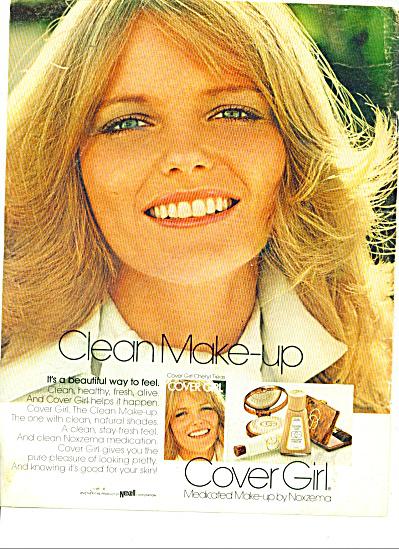 Clean Make-up
It's a beautiful way to feel.
Clean, healthy, fresh, alive.
And Cover Girl helps it happen.
Cover Girl. The Clean Make-up.
The one with clean, natural shades.
A clean, stay fresh feel.
And clean Noxzema medication.
Cover Girl gives you the
pure pleasure of looking pretty.
And knowing it's good for your skin!
Cover Girl Cheryl Tiegs
COVER GIRL
Cover Girl®
Medicated Make-up by Noxzema
Noxell